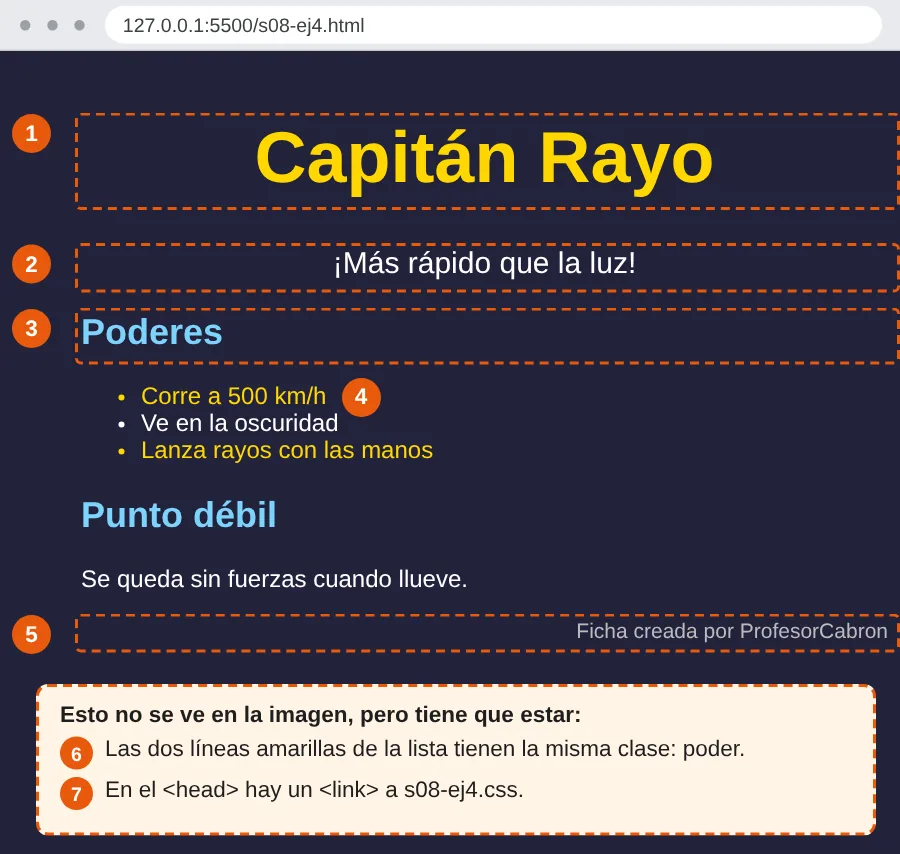 127.0.0.1:5500/s08-ej4.html
1
Capitán Rayo
2
¡Más rápido que la luz!
3
Poderes
• Corre a 500 km/h 4
• Ve en la oscuridad
• Lanza rayos con las manos
Punto débil
Se queda sin fuerzas cuando llueve.
5
Ficha creada por ProfesorCabron
Esto no se ve en la imagen, pero tiene que estar:
6 Las dos líneas amarillas de la lista tienen la misma clase: poder.
7 En el <head> hay un <link> a s08-ej4.css.